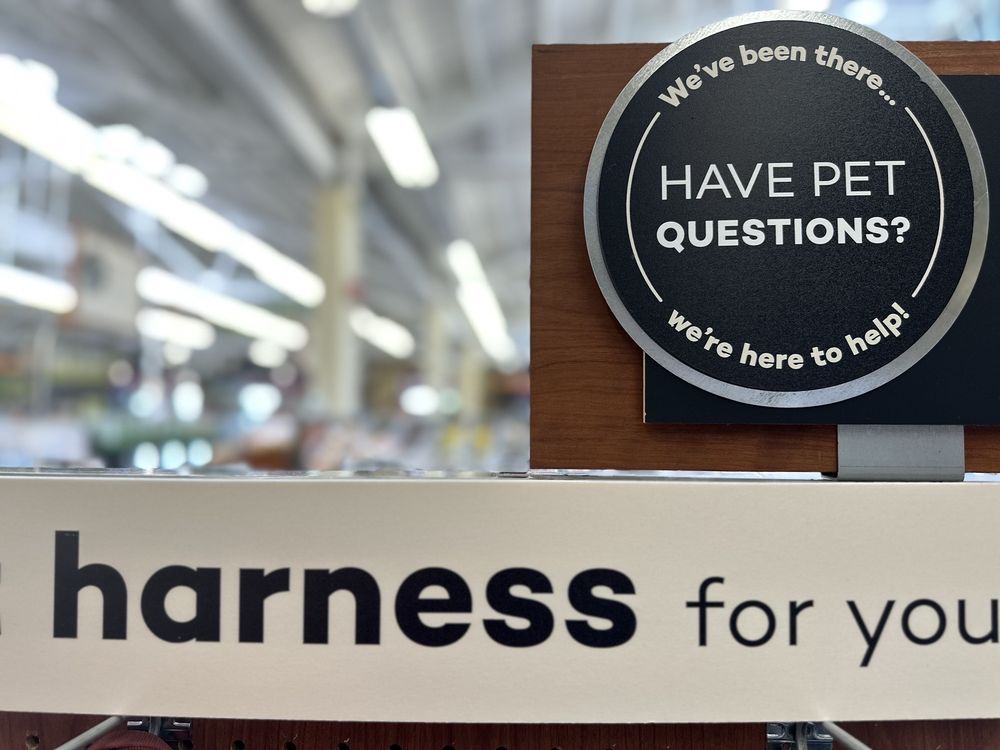 We've been there...
HAVE PET
QUESTIONS?
we're here to help!
harness for you